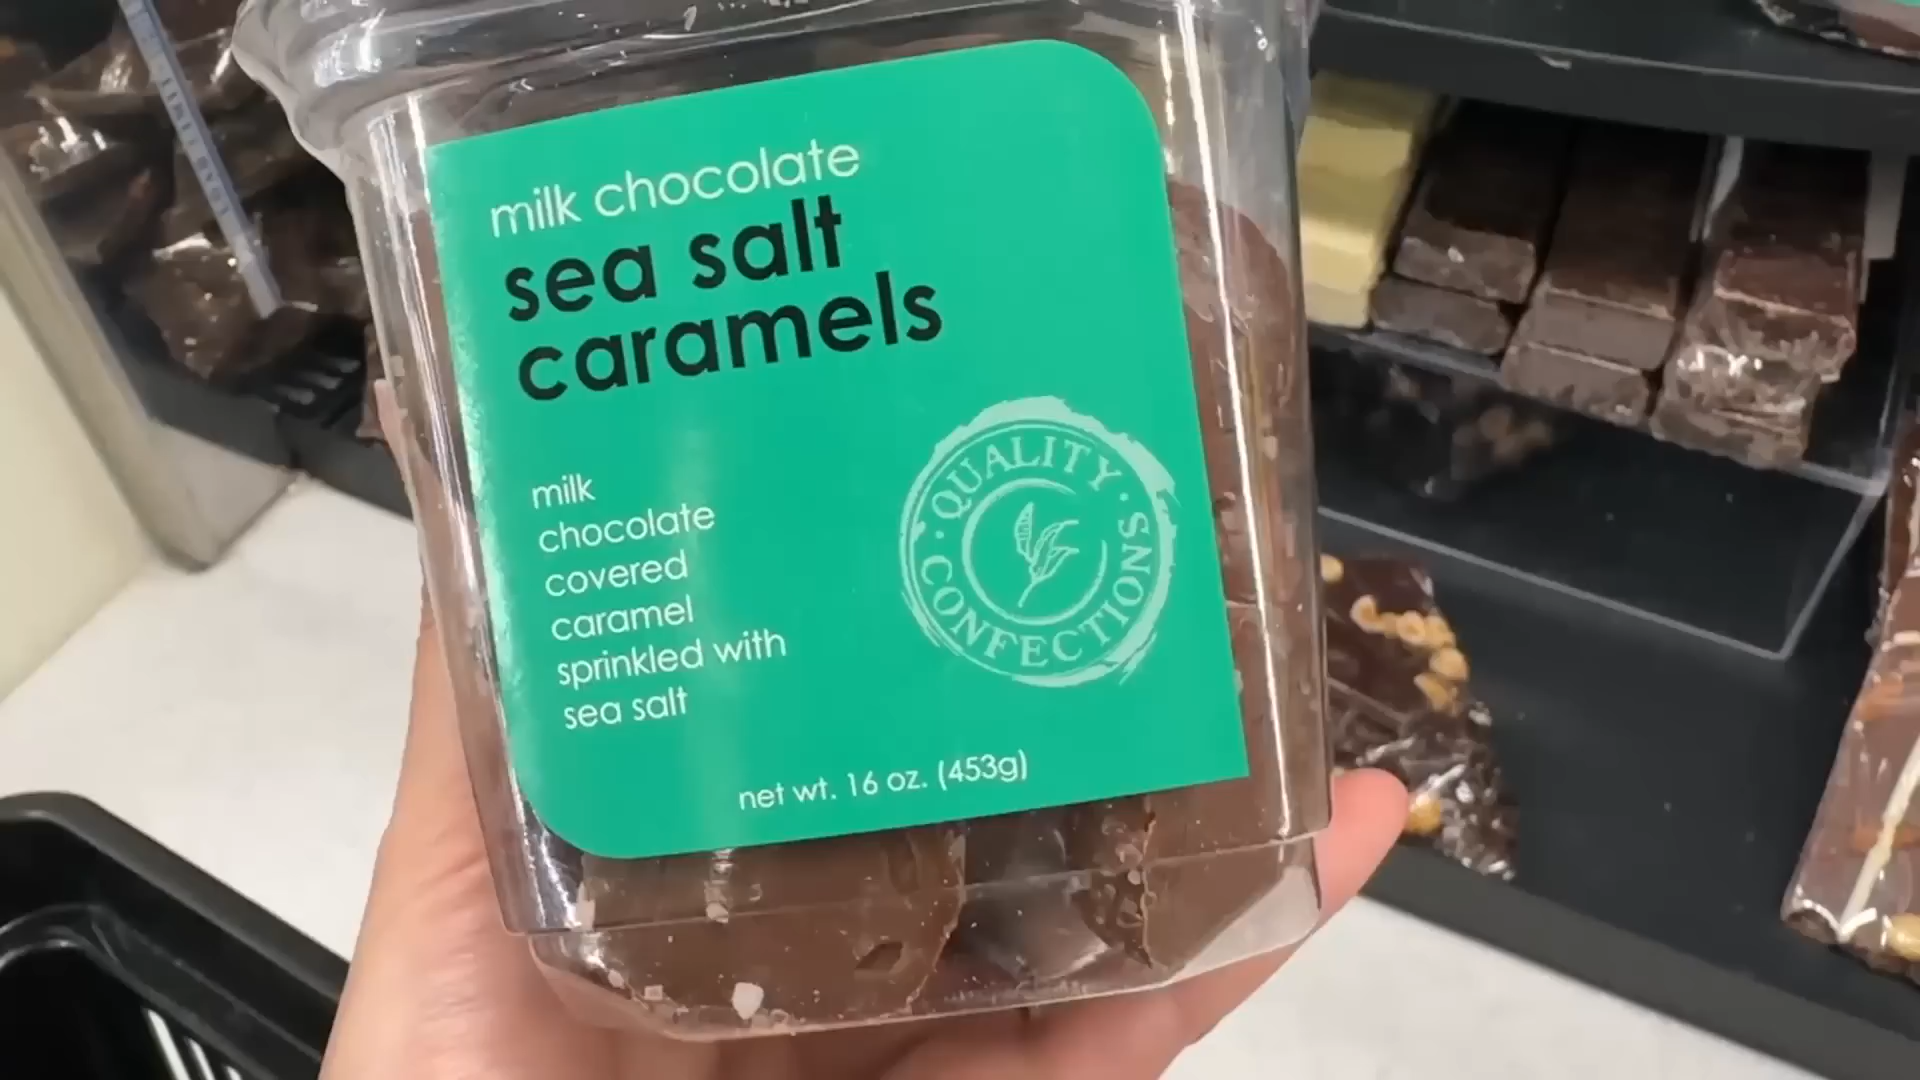 milk chocolate
sea salt
caramels
milk
chocolate
covered
caramel
sprinkled with
sea salt
QUALITY
CONFECTIONS
net wt. 16 oz. (453g)